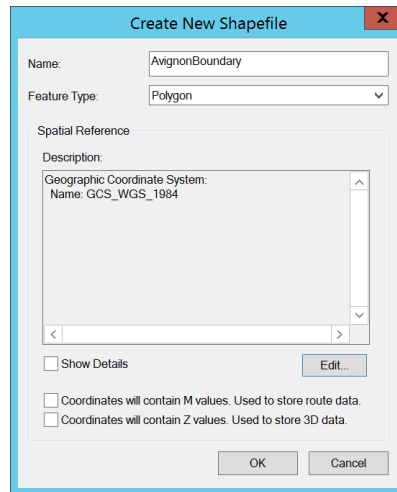 Create New Shapefile
X
Name:
AvignonBoundary
Feature Type:
Polygon
Spatial Reference
Description:
Geographic Coordinate System:
Name: GCS_WGS_1984
Show Details
Edit...
Coordinates will contain M values. Used to store route data.
Coordinates will contain Z values. Used to store 3D data.
OK
Cancel